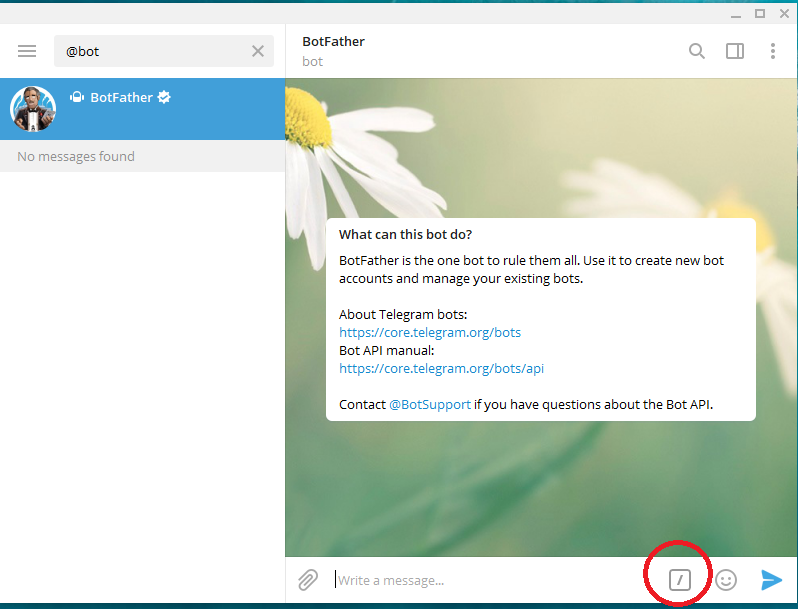 @bot
BotFather
No messages found
BotFather
bot
What can this bot do?
BotFather is the one bot to rule them all. Use it to create new bot
accounts and manage your existing bots.
About Telegram bots:
https://core.telegram.org/bots
Bot API manual:
https://core.telegram.org/bots/api
Contact @BotSupport if you have questions about the Bot API.
Write a message...
/